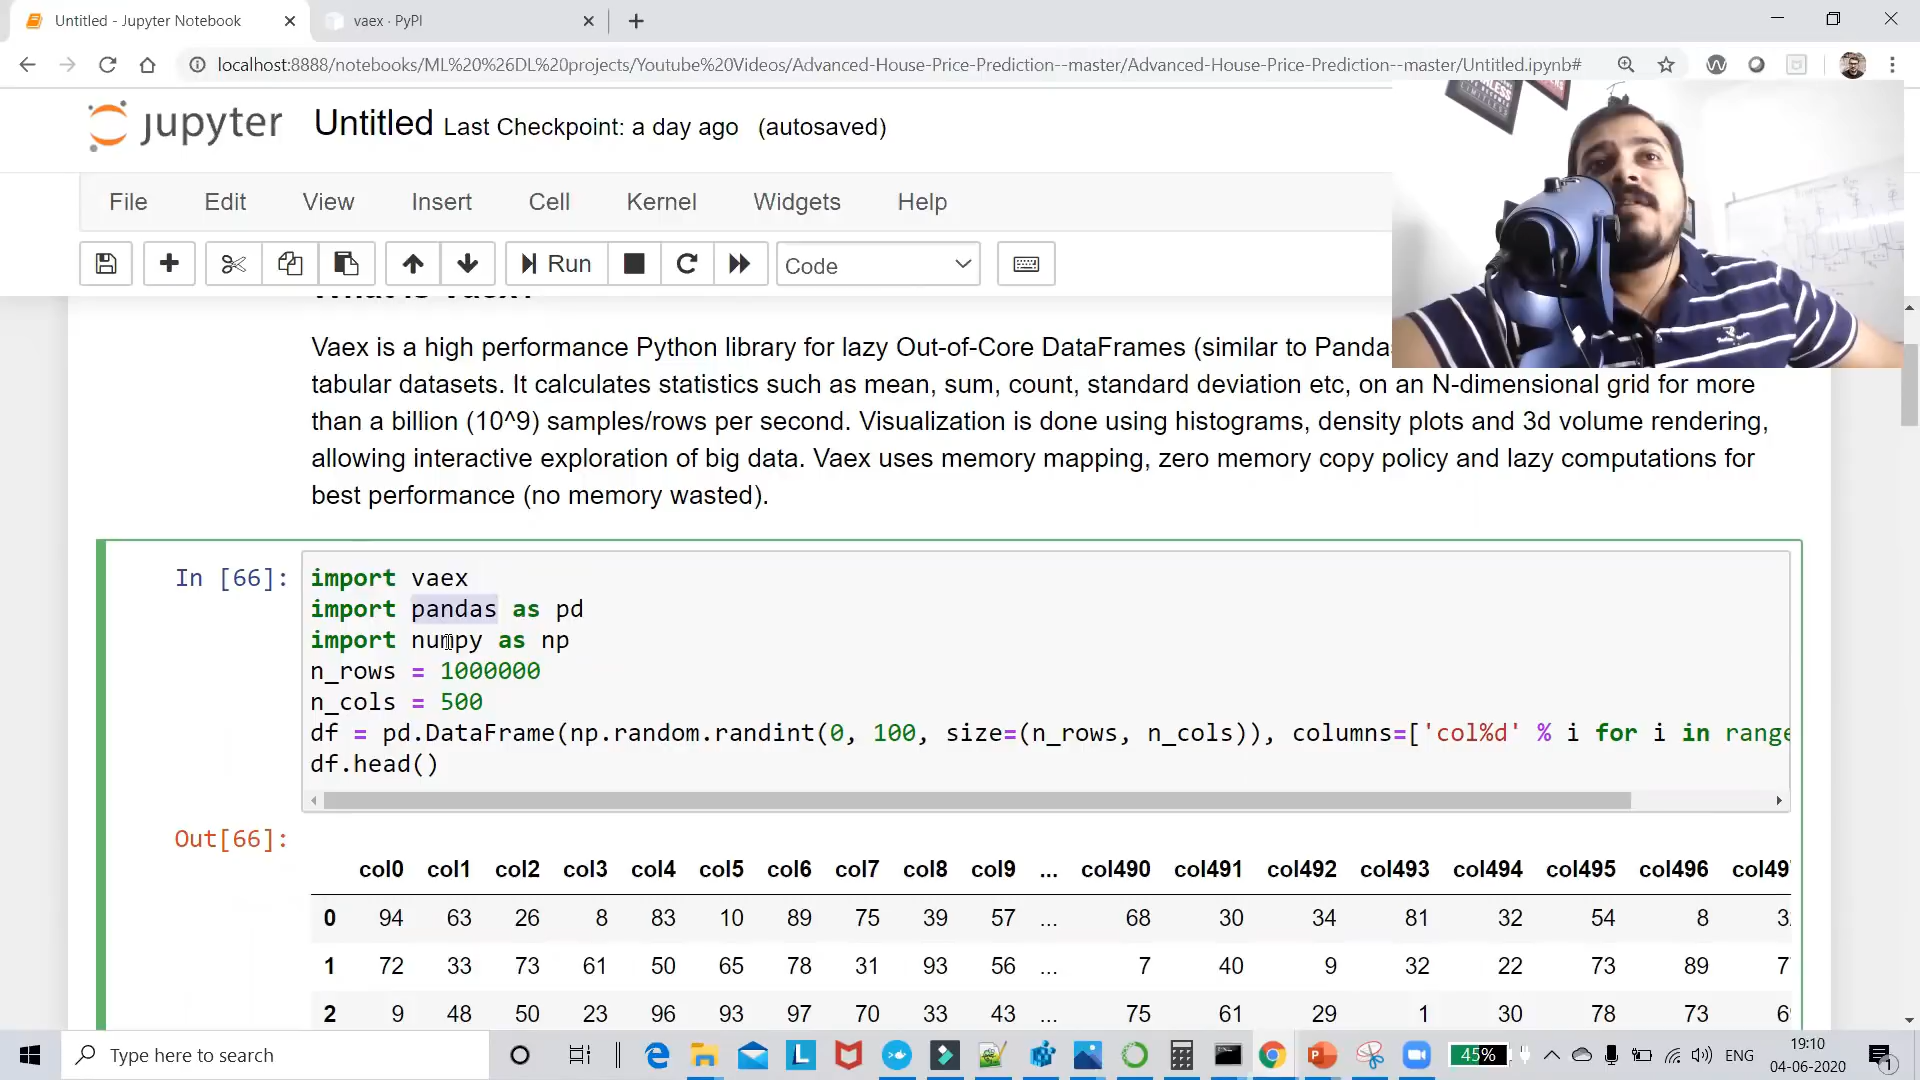 Untitled - Jupyter Notebook
vaex · PyPI
localhost:8888/notebooks/ML%20%26DL%20projects/Youtube%20Videos/Advanced-House-Price-Prediction--master/Advanced-House-Price-Prediction--master/Untitled.ipynb#
jupyter Untitled Last Checkpoint: a day ago (autosaved)
File Edit View Insert Cell Kernel Widgets Help
Run Code
Vaex is a high performance Python library for lazy Out-of-Core DataFrames (similar to Pandas
tabular datasets. It calculates statistics such as mean, sum, count, standard deviation etc, on an N-dimensional grid for more
than a billion (10^9) samples/rows per second. Visualization is done using histograms, density plots and 3d volume rendering,
allowing interactive exploration of big data. Vaex uses memory mapping, zero memory copy policy and lazy computations for
best performance (no memory wasted).
In [66]: import vaex
import pandas as pd
import numpy as np
n_rows = 1000000
n_cols = 500
df = pd.DataFrame(np.random.randint(0, 100, size=(n_rows, n_cols)), columns=['col%d' % i for i in range
df.head()
Out[66]:
col0 col1 col2 col3 col4 col5 col6 col7 col8 col9 ... col490 col491 col492 col493 col494 col495 col496 col49
0 94 63 26 8 83 10 89 75 39 57 ... 68 30 34 81 32 54 8 3
1 72 33 73 61 50 65 78 31 93 56 ... 7 40 9 32 22 73 89 7
2 9 48 50 23 96 93 97 70 33 43 ... 75 61 29 1 30 78 73 6
Type here to search
45%
ENG
19:10
04-06-2020
1